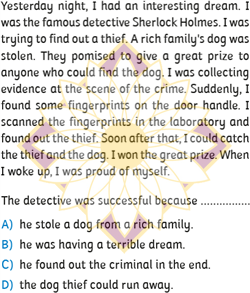 Yesterday night, I had an interesting dream. I
was the famous detective Sherlock Holmes. I was
trying to find out a thief. A rich family's dog was
stolen. They pomised to give a great prize to
anyone who could find the dog. I was collecting
evidence at the scene of the crime. Suddenly, I
found some fingerprints on the door handle. I
scanned the fingerprints in the laboratory and
found out the thief. Soon after that, I could catch
the thief and the dog. I won the great prize. When
I woke up, I was proud of myself.
The detective was successful because ................
A) he stole a dog from a rich family.
B) he was having a terrible dream.
C) he found out the criminal in the end.
D) the dog thief could run away.